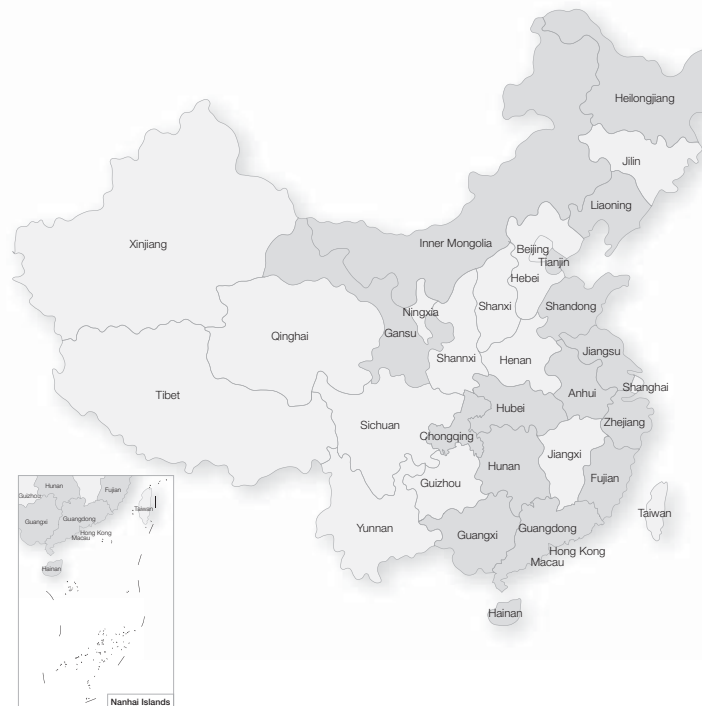 Heilongjiang
Jilin
Liaoning
Inner Mongolia
Xinjiang
Beijing
Tianjin
Hebei
Shandong
Ningxia
Shanxi
Gansu
Qinghai
Shannxi
Henan
Jiangsu
Shanghai
Anhui
Tibet
Hubei
Zhejiang
Sichuan
Chongqing
Jiangxi
Hunan
Fujian
Guizhou
Taiwan
Yunnan
Guangxi
Guangdong
Hong Kong
Macau
Hainan
Hunan
Fujian
Guizhou
Taiwan
Guangxi
Guangdong
Hong Kong
Macau
Hainan
Nanhai Islands